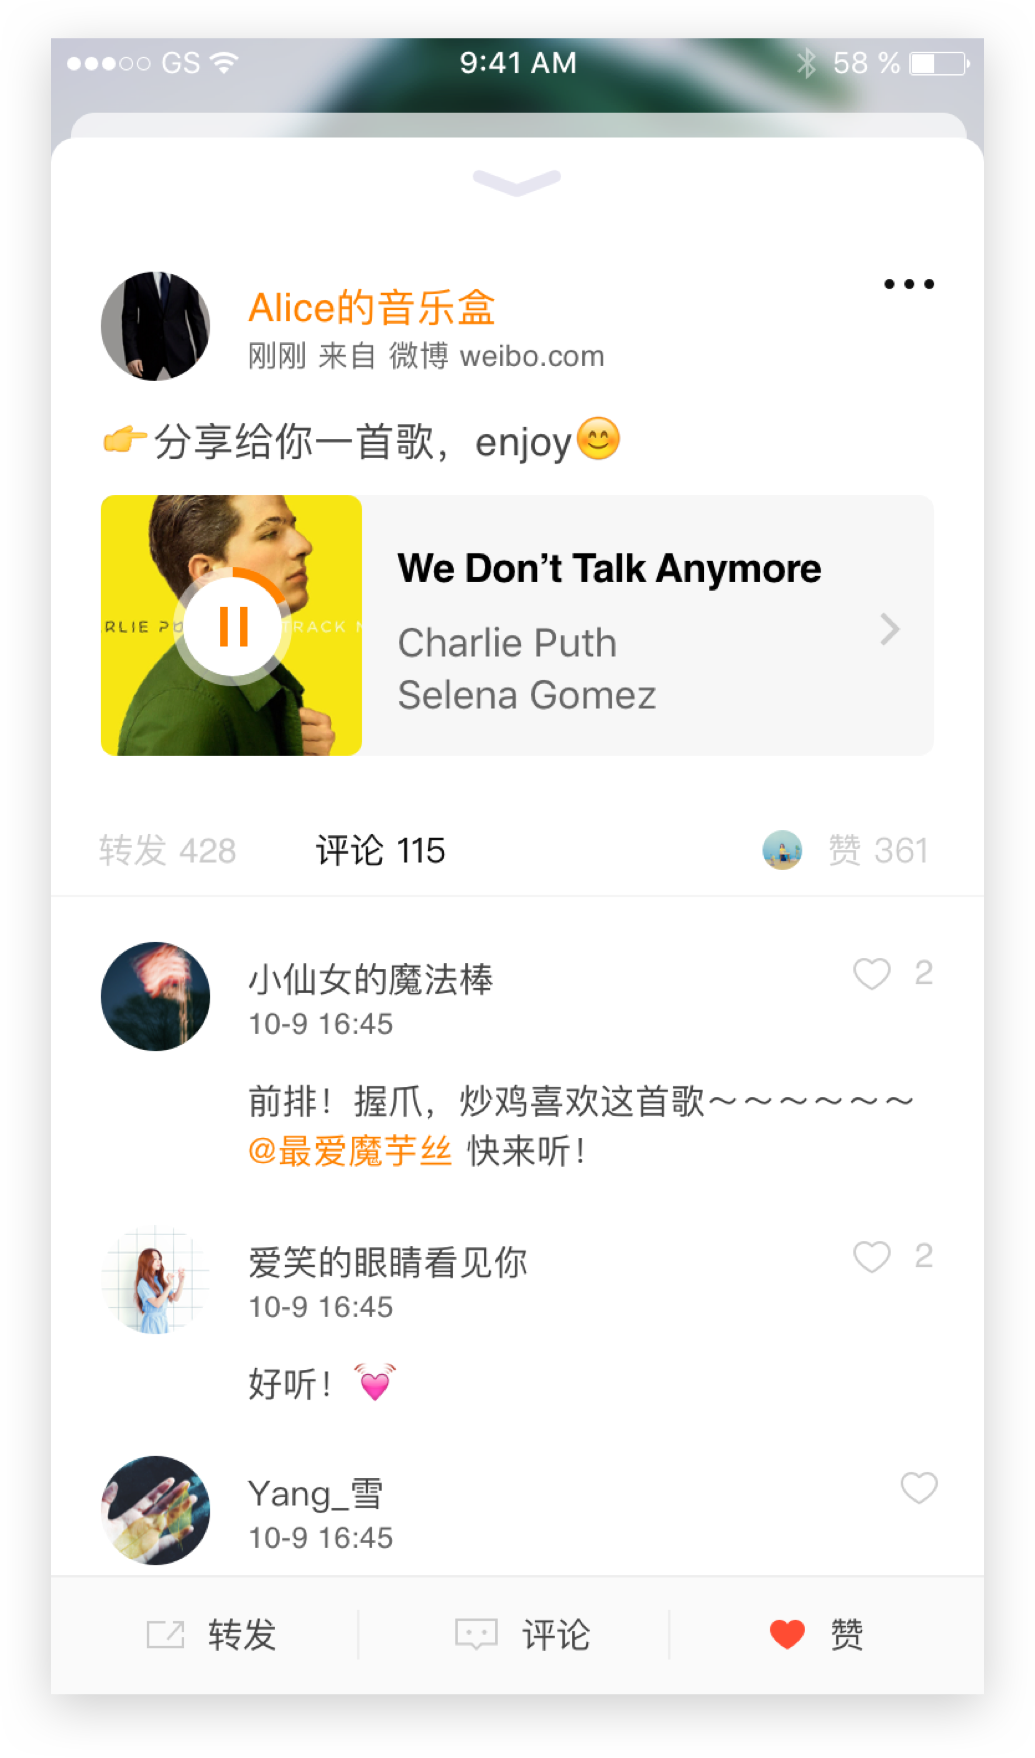 GS 9:41 AM 58 %
Alice的音乐盒
刚刚 来自 微博 weibo.com
👉分享给你一首歌，enjoy😊
We Don’t Talk Anymore
RLIE PU TRACK
Charlie Puth
Selena Gomez
转发 428 评论 115 赞 361
小仙女的魔法棒 2
10-9 16:45
前排！握爪，炒鸡喜欢这首歌～～～～～～
@最爱魔芋丝 快来听！
爱笑的眼睛看见你 2
10-9 16:45
好听！💓
Yang_雪
10-9 16:45
转发 评论 赞